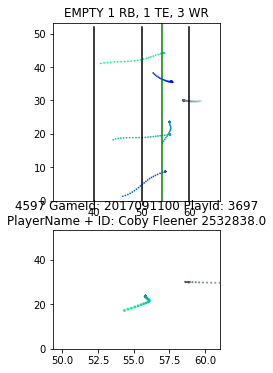 EMPTY 1 RB, 1 TE, 3 WR
50
40
30
20
10
0
40 50 60
4597 GameId: 2017091100 PlayId: 3697
PlayerName + ID: Coby Fleener 2532838.0
40
20
0
50.0 52.5 55.0 57.5 60.0